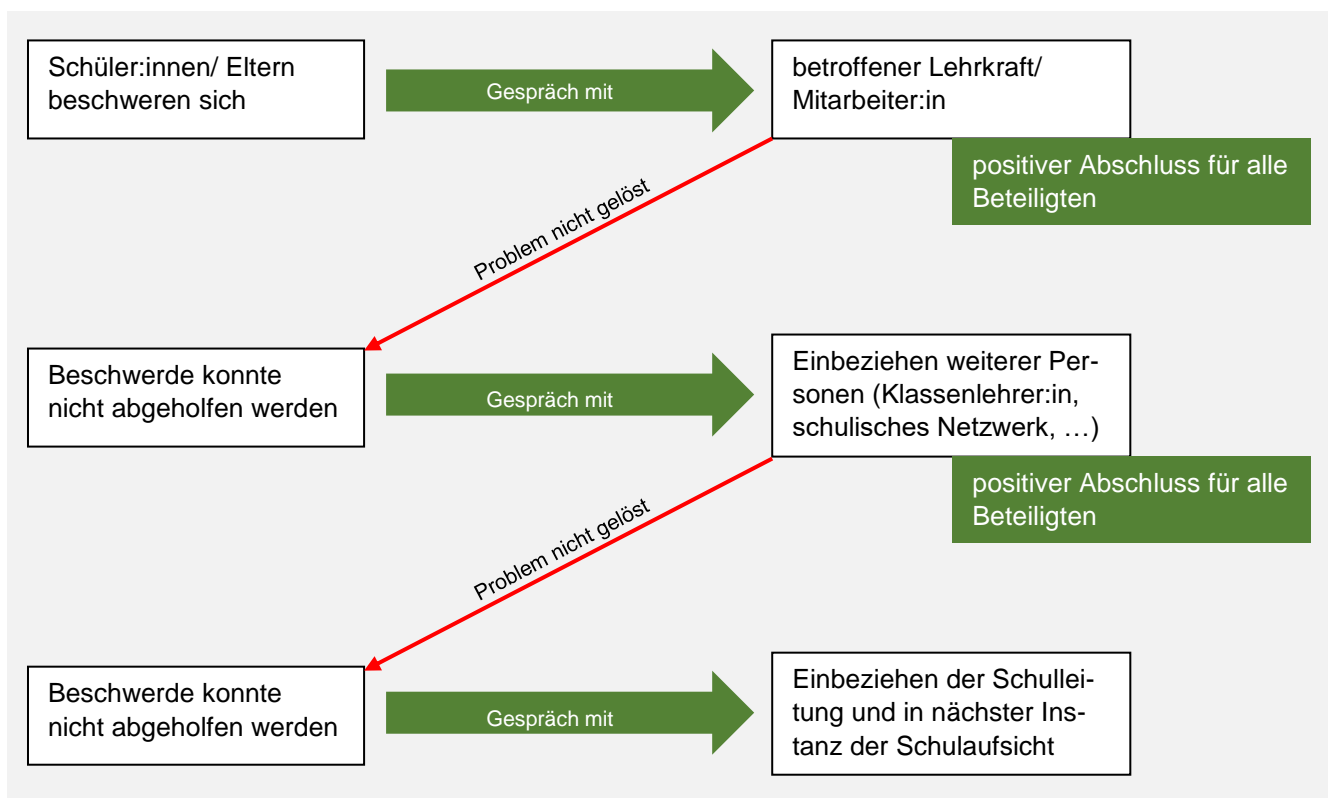 Schüler:innen/ Eltern
beschweren sich
Gespräch mit
betroffener Lehrkraft/
Mitarbeiter:in
positiver Abschluss für alle
Beteiligten
Problem nicht gelöst
Beschwerde konnte
nicht abgeholfen werden
Gespräch mit
Einbeziehen weiterer Per-
sonen (Klassenlehrer:in,
schulisches Netzwerk, …)
positiver Abschluss für alle
Beteiligten
Problem nicht gelöst
Beschwerde konnte
nicht abgeholfen werden
Gespräch mit
Einbeziehen der Schullei-
tung und in nächster Ins-
tanz der Schulaufsicht